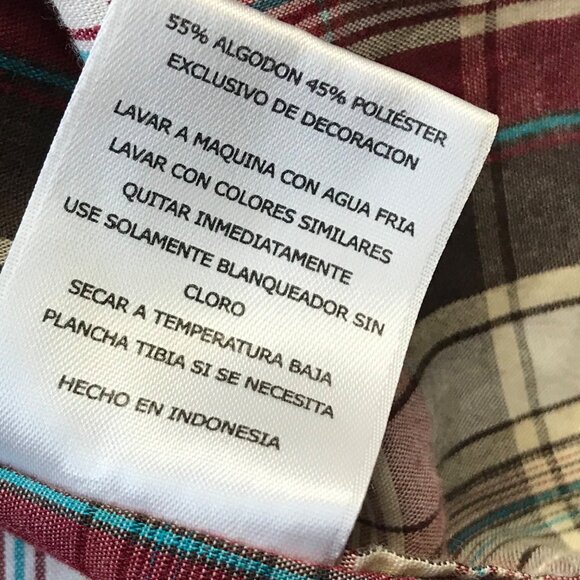 55% ALGODON 45% POLIÉSTER
EXCLUSIVO DE DECORACION
LAVAR A MAQUINA CON AGUA FRIA
LAVAR CON COLORES SIMILARES
QUITAR INMEDIATAMENTE
USE SOLAMENTE BLANQUEADOR SIN
CLORO
SECAR A TEMPERATURA BAJA
PLANCHA TIBIA SI SE NECESITA
HECHO EN INDONESIA